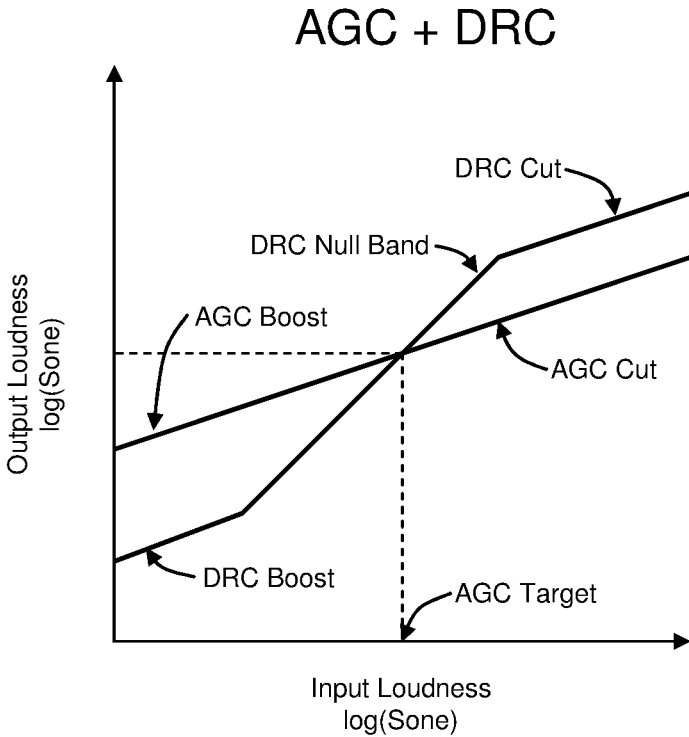 AGC + DRC
DRC Cut
DRC Null Band
AGC Boost
AGC Cut
Output Loudness
log(Sone)
DRC Boost
AGC Target
Input Loudness
log(Sone)